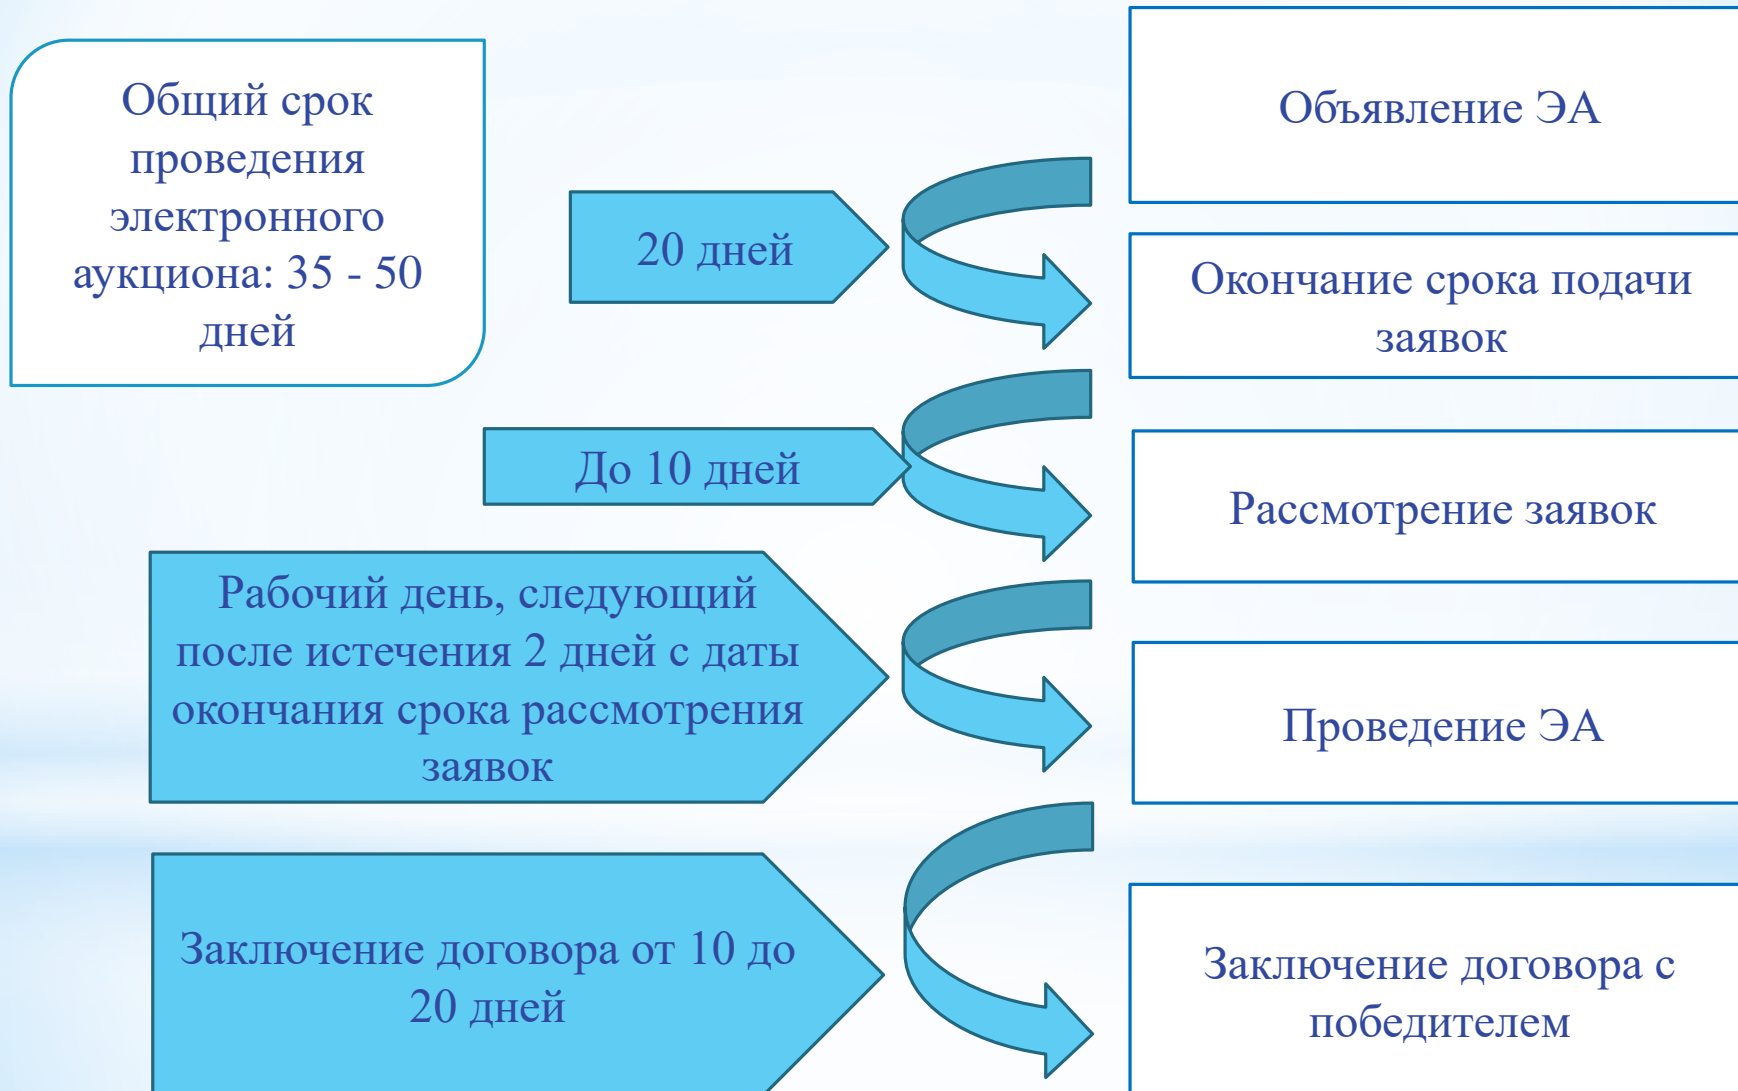 Общий срок
проведения
электронного
аукциона: 35 - 50
дней
Объявление ЭА
20 дней
Окончание срока подачи
заявок
До 10 дней
Рассмотрение заявок
Рабочий день, следующий
после истечения 2 дней с даты
окончания срока рассмотрения
заявок
Проведение ЭА
Заключение договора от 10 до
20 дней
Заключение договора с
победителем